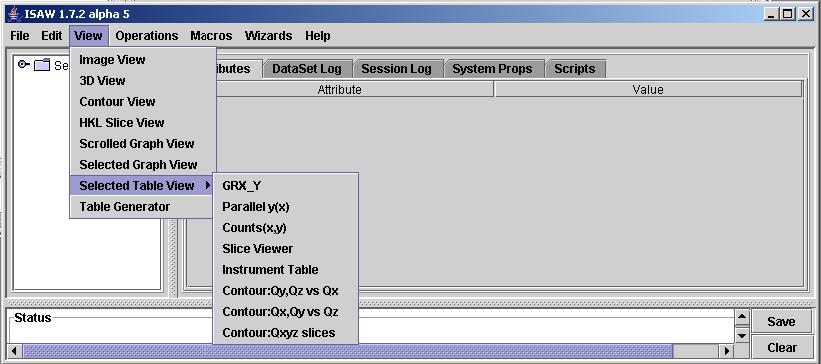 ISAW 1.7.2 alpha 5
File Edit View Operations Macros Wizards Help
Image View
3D View
Contour View
HKL Slice View
Scrolled Graph View
Selected Graph View
Selected Table View
Table Generator
Se
ibutes DataSet Log Session Log System Props Scripts
Attribute Value
GRX_Y
Parallel y(x)
Counts(x,y)
Slice Viewer
Instrument Table
Contour:Qy,Qz vs Qx
Contour:Qx,Qy vs Qz
Contour:Qxyz slices
Status
Save
Clear